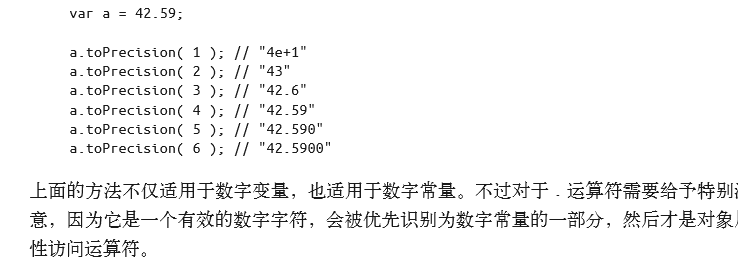 var a = 42.59;
a.toPrecision( 1 ); // "4e+1"
a.toPrecision( 2 ); // "43"
a.toPrecision( 3 ); // "42.6"
a.toPrecision( 4 ); // "42.59"
a.toPrecision( 5 ); // "42.590"
a.toPrecision( 6 ); // "42.5900"
上面的方法不仅适用于数字变量，也适用于数字常量。不过对于 . 运算符需要给予特别
意，因为它是一个有效的数字字符，会被优先识别为数字常量的一部分，然后才是对象
性访问运算符。